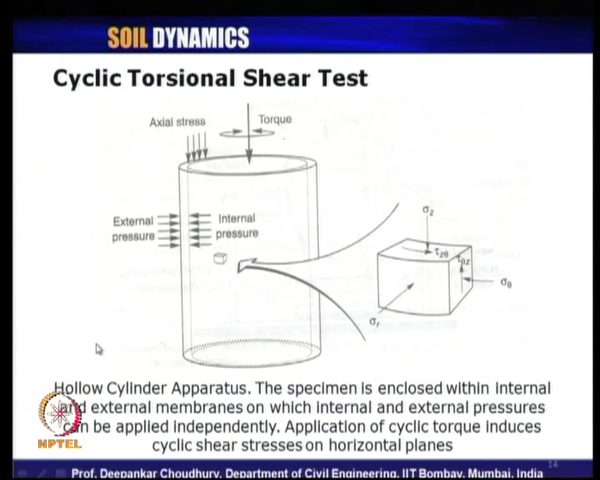 SOIL DYNAMICS
Cyclic Torsional Shear Test
Axial stress
Torque
External
pressure
Internal
pressure
σz
τzθ
τθz
σθ
σr
Hollow Cylinder Apparatus. The specimen is enclosed within internal
and external membranes on which internal and external pressures
can be applied independently. Application of cyclic torque induces
cyclic shear stresses on horizontal planes
NPTEL
14
Prof. Deepankar Choudhury, Department of Civil Engineering, IIT Bombay, Mumbai, India